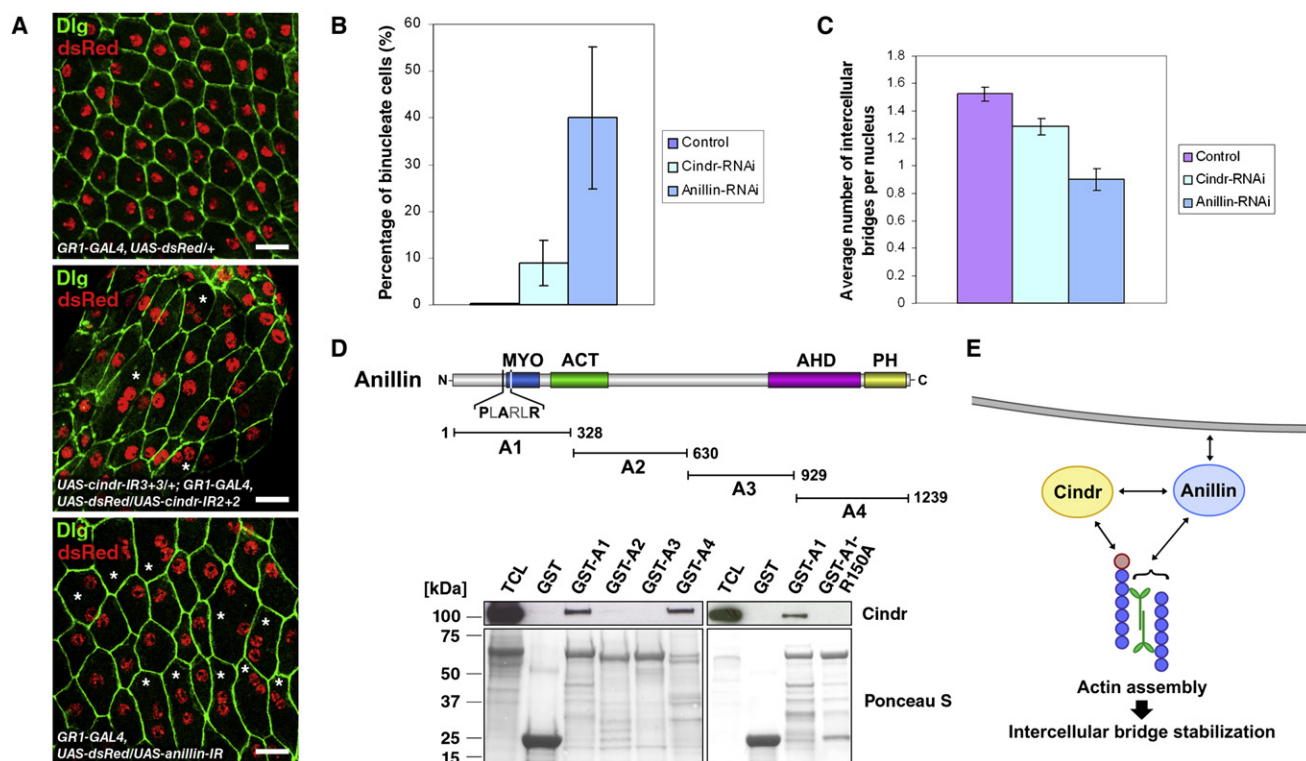 A
Dlg
dsRed
GR1-GAL4, UAS-dsRed/+
Dlg
dsRed
UAS-cindr-IR3+3/+; GR1-GAL4,
UAS-dsRed/UAS-cindr-IR2+2
Dlg
dsRed
GR1-GAL4,
UAS-dsRed/UAS-anillin-IR
B
Percentage of binucleate cells (%)
60
50
40
30
20
10
0
Control
Cindr-RNAi
Anillin-RNAi
C
Average number of intercellular
bridges per nucleus
1.8
1.6
1.4
1.2
1
0.8
0.6
0.4
0.2
0
Control
Cindr-RNAi
Anillin-RNAi
D
MYO ACT AHD PH
Anillin N C
PLARLR
1 328
A1
630
A2
929
A3
1239
A4
[kDa]
TCL
GST
GST-A1
GST-A2
GST-A3
GST-A4
TCL
GST
GST-A1
GST-A1-
R150A
100
75
50
37
25
15
Cindr
Ponceau S
E
Cindr
Anillin
Actin assembly
Intercellular bridge stabilization